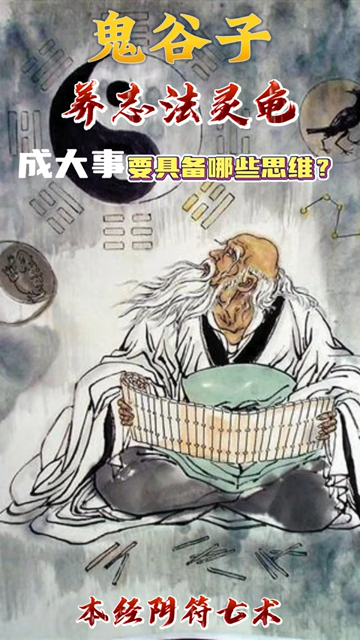 鬼谷子
养志法灵龟
成大事要具备哪些思维？
本经阴符七术